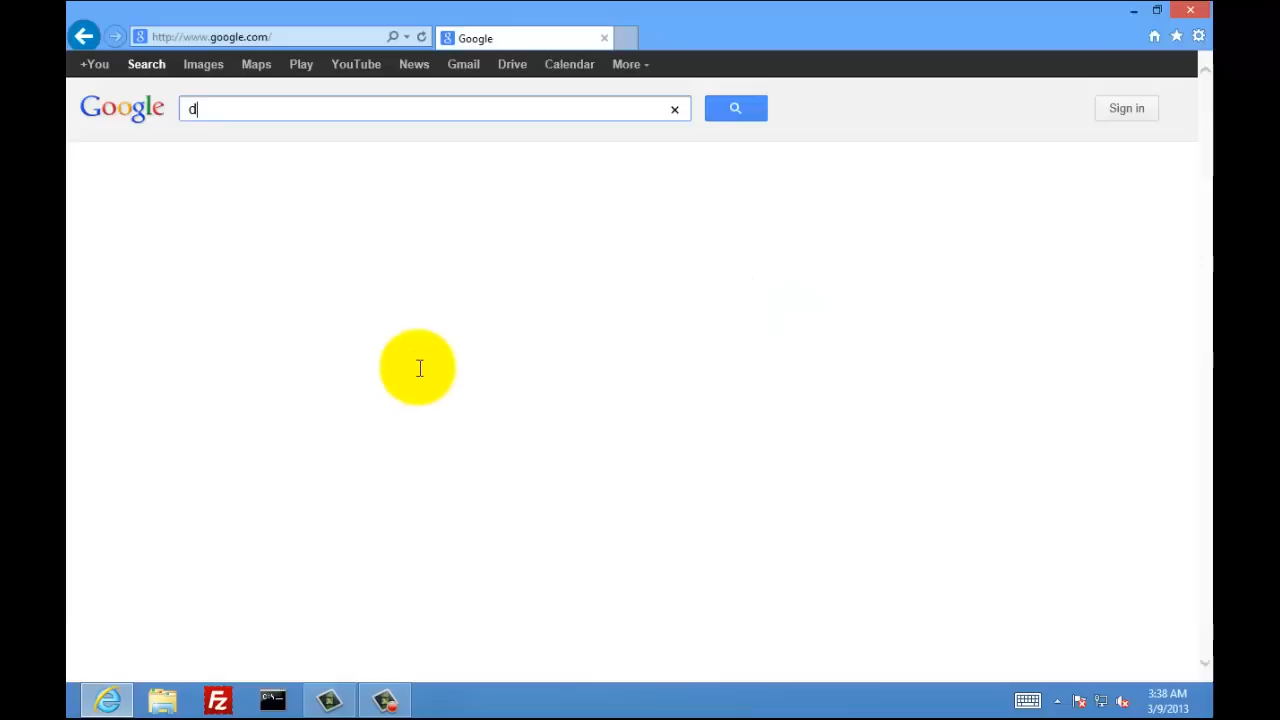 http://www.google.com/
Google
+You Search Images Maps Play YouTube News Gmail Drive Calendar More
Google d Sign in
Fz C:\_
3:38 AM
3/9/2013